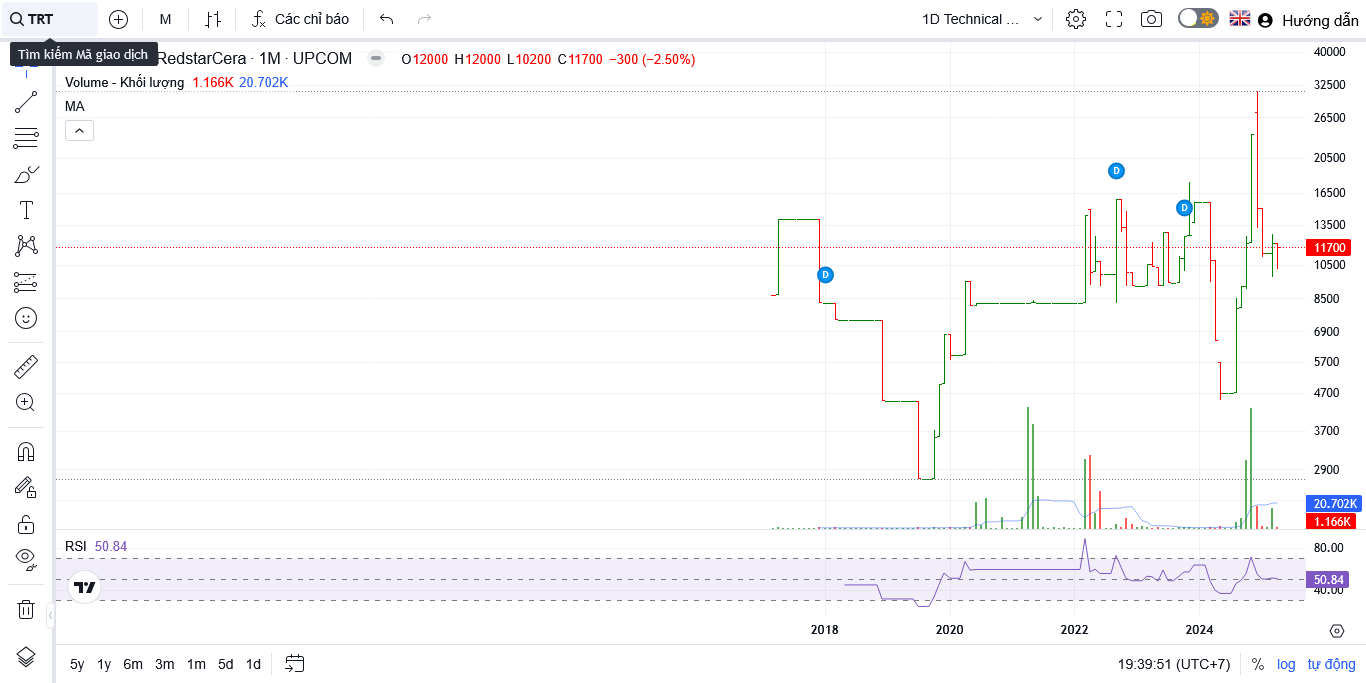 TRT M Các chỉ báo 1D Technical ... Hướng dẫn
Tìm kiếm Mã giao dịch
RedstarCera · 1M · UPCOM O12000 H12000 L10200 C11700 −300 (−2.50%)
Volume - Khối lượng 1.166K 20.702K
MA
40000
32500
26500
20500
16500
13500
11700
10500
8500
6900
5700
4700
3700
2900
20.702K
1.166K
D
D
D
RSI 50.84
80.00
50.84
40.00
2018 2020 2022 2024
5y 1y 6m 3m 1m 5d 1d 19:39:51 (UTC+7) % log tự động